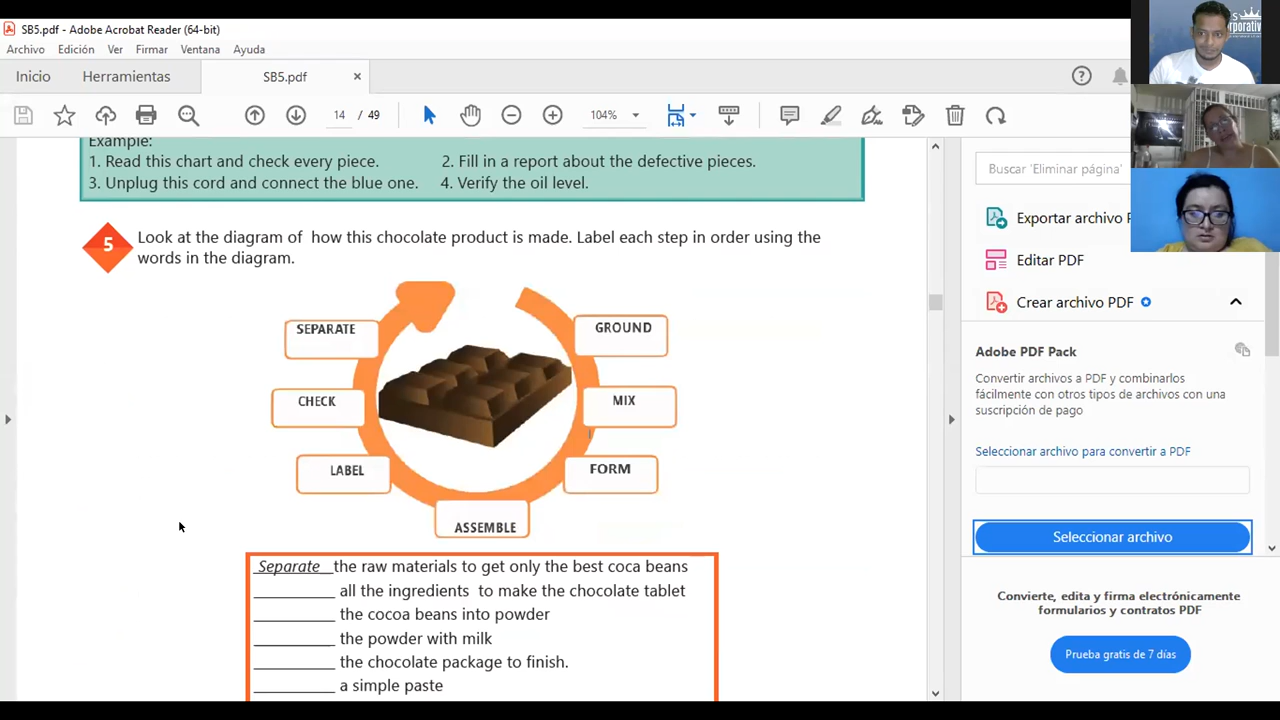 SB5.pdf - Adobe Acrobat Reader (64-bit)
Archivo Edición Ver Firmar Ventana Ayuda
Inicio Herramientas SB5.pdf ×
14 / 49 104%
Example:
1. Read this chart and check every piece. 2. Fill in a report about the defective pieces.
3. Unplug this cord and connect the blue one. 4. Verify the oil level.
5 Look at the diagram of how this chocolate product is made. Label each step in order using the
words in the diagram.
SEPARATE
GROUND
CHECK
MIX
LABEL
FORM
ASSEMBLE
Separate the raw materials to get only the best coca beans
__________ all the ingredients to make the chocolate tablet
__________ the cocoa beans into powder
__________ the powder with milk
__________ the chocolate package to finish.
__________ a simple paste
Buscar 'Eliminar página'
Exportar archivo P
Editar PDF
Crear archivo PDF
Adobe PDF Pack
Convertir archivos a PDF y combinarlos
fácilmente con otros tipos de archivos con una
suscripción de pago
Seleccionar archivo para convertir a PDF
Seleccionar archivo
Convierte, edita y firma electrónicamente
formularios y contratos PDF
Prueba gratis de 7 días